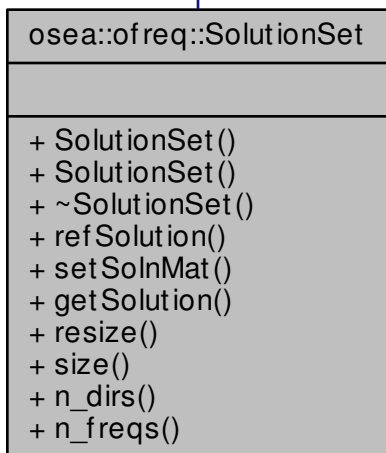 osea::ofreq::SolutionSet
+ SolutionSet()
+ SolutionSet()
+ ~SolutionSet()
+ refSolution()
+ setSolnMat()
+ getSolution()
+ resize()
+ size()
+ n_dirs()
+ n_freqs()